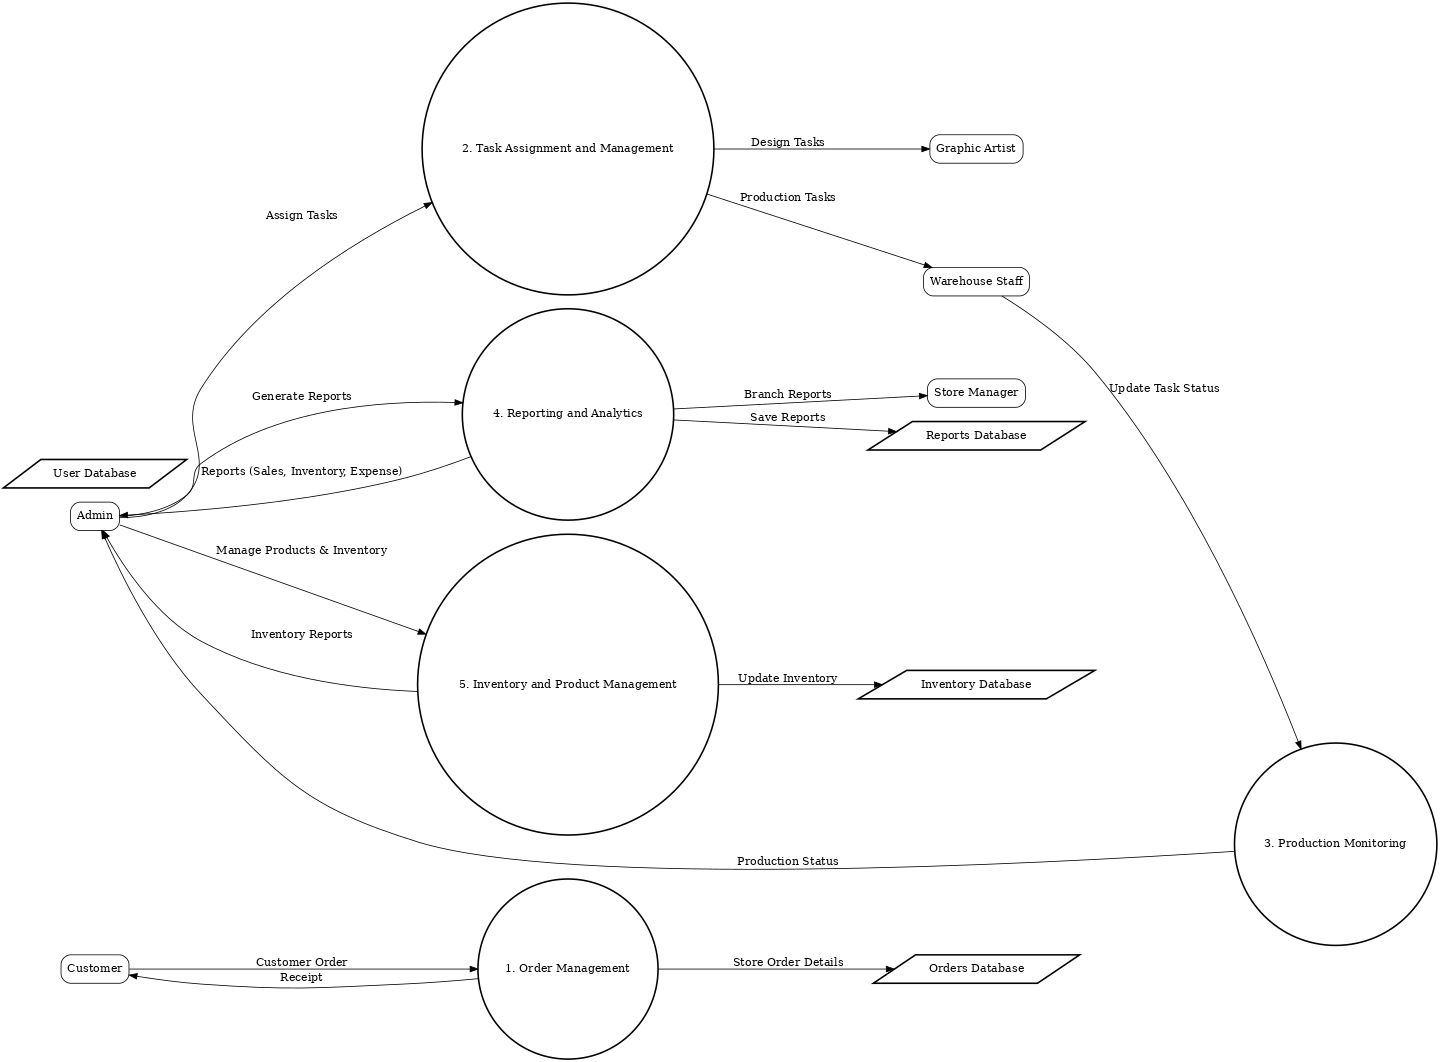 2. Task Assignment and Management
Design Tasks
Graphic Artist
Production Tasks
Assign Tasks
Warehouse Staff
Update Task Status
Generate Reports
4. Reporting and Analytics
Branch Reports
Store Manager
Save Reports
Reports Database
User Database
Reports (Sales, Inventory, Expense)
Admin
Manage Products & Inventory
Inventory Reports
5. Inventory and Product Management
Update Inventory
Inventory Database
3. Production Monitoring
Production Status
Customer
Customer Order
Receipt
1. Order Management
Store Order Details
Orders Database